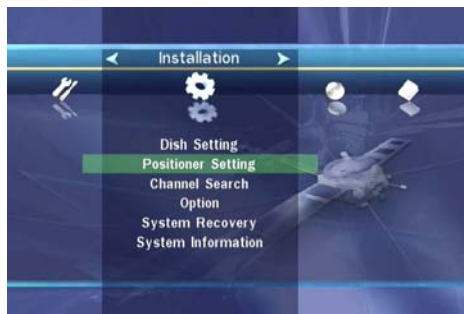 Installation
Dish Setting
Positioner Setting
Channel Search
Option
System Recovery
System Information